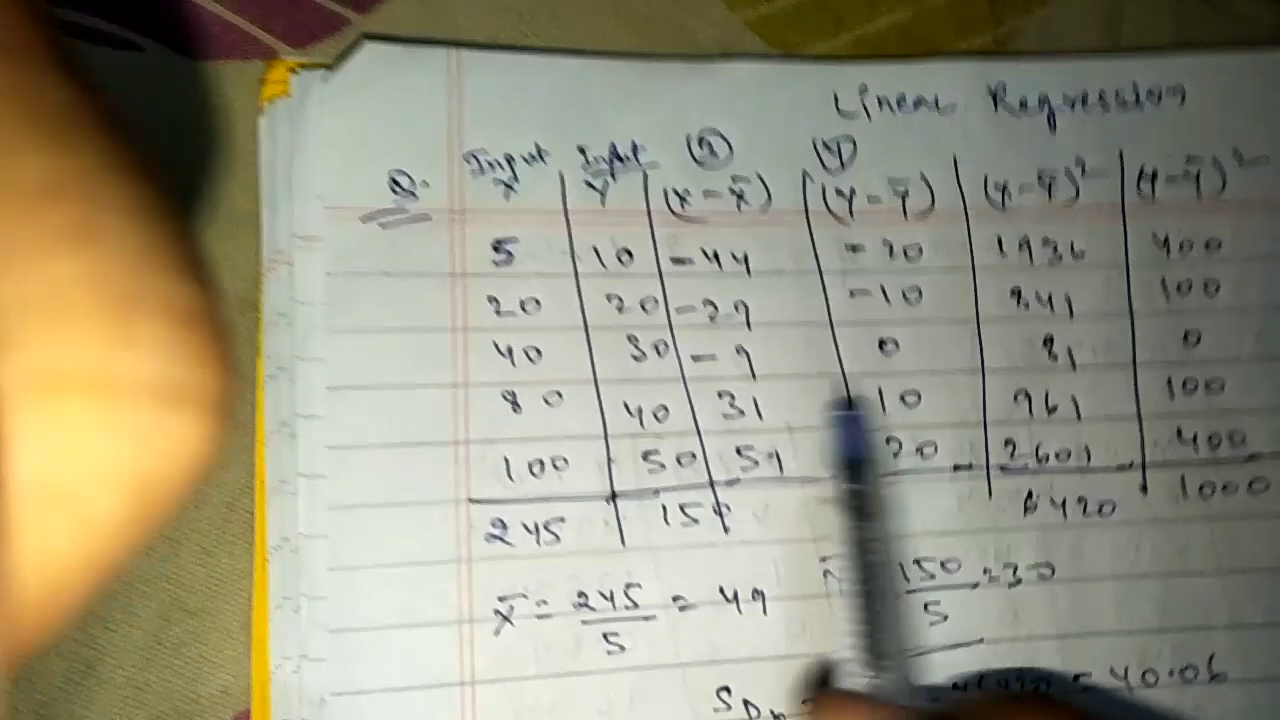 Linear Regression
Q. Input X Input Y (X - X̄) (Y - Ȳ) (X - X̄)² (Y - Ȳ)²
5 10 -44 -20 1936 400
20 20 -29 -10 841 100
40 30 -9 0 81 0
80 40 31 10 961 100
100 50 51 20 2601 400
245 150 6420 1000
X̄ = 245/5 = 49 150/5 = 30
40.06